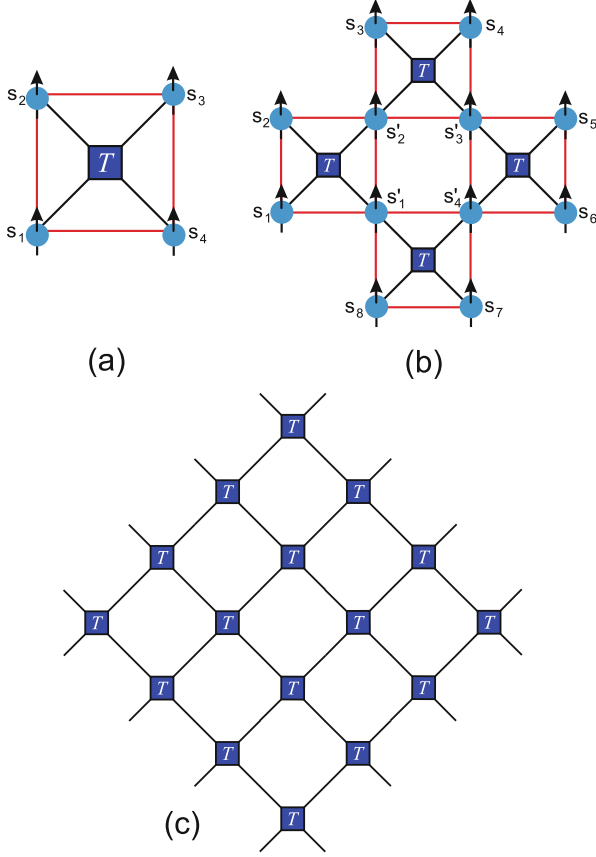 s₂ s₃
T
s₁ s₄
(a)
s₃ s₄
T
s₂ s'₂ s'₃ s₅
T T
s₁ s'₁ s'₄ s₆
T
s₈ s₇
(b)
T
T T
T T T
T T T T
T T T
T T
T
(c)